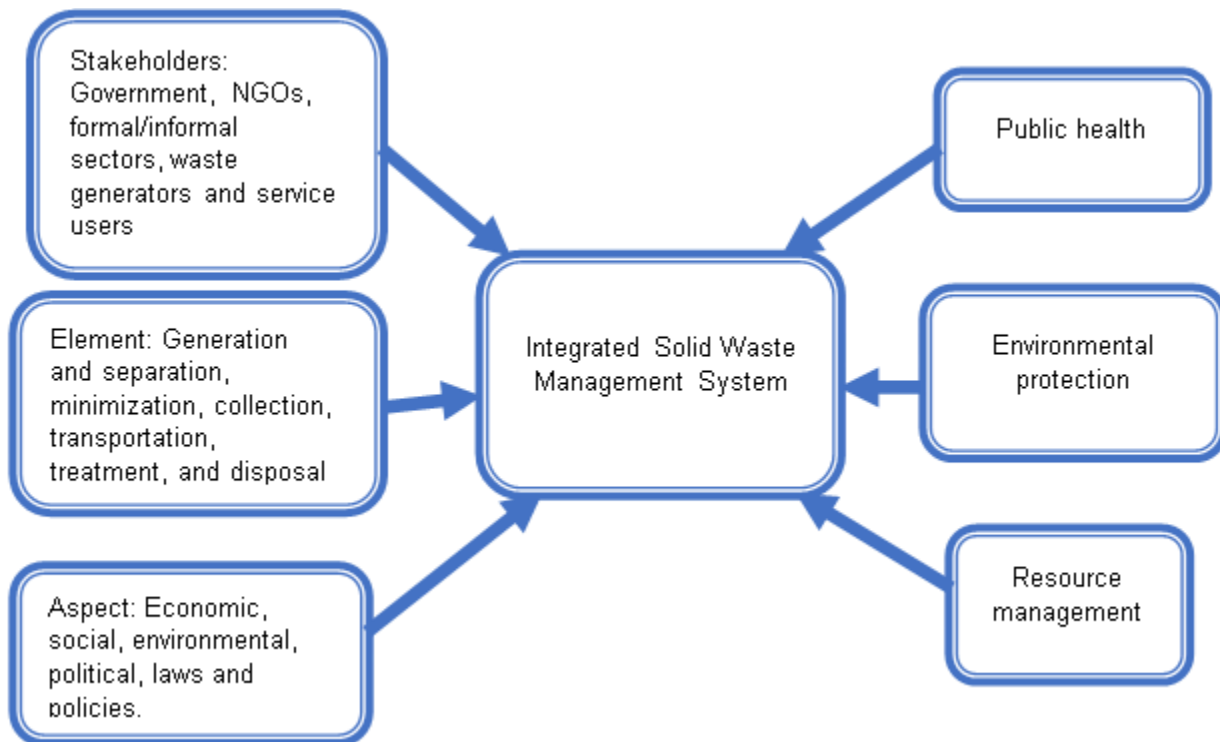 Stakeholders:
Government, NGOs,
formal/informal
sectors, waste
generators and service
users
Element: Generation
and separation,
minimization, collection,
transportation,
treatment, and disposal
Aspect: Economic,
social, environmental,
political, laws and
policies.
Integrated Solid Waste
Management System
Public health
Environmental
protection
Resource
management